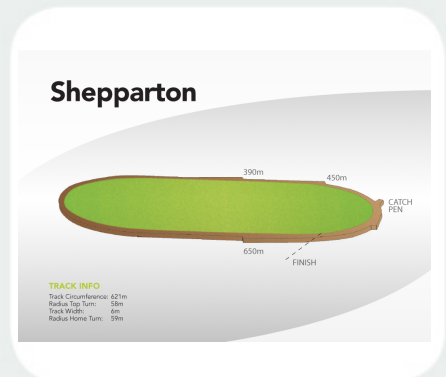 Shepparton
390m
450m
CATCH
PEN
650m
FINISH
TRACK INFO
Track Circumference: 621m
Radius Top Turn: 58m
Track Width: 6m
Radius Home Turn: 59m